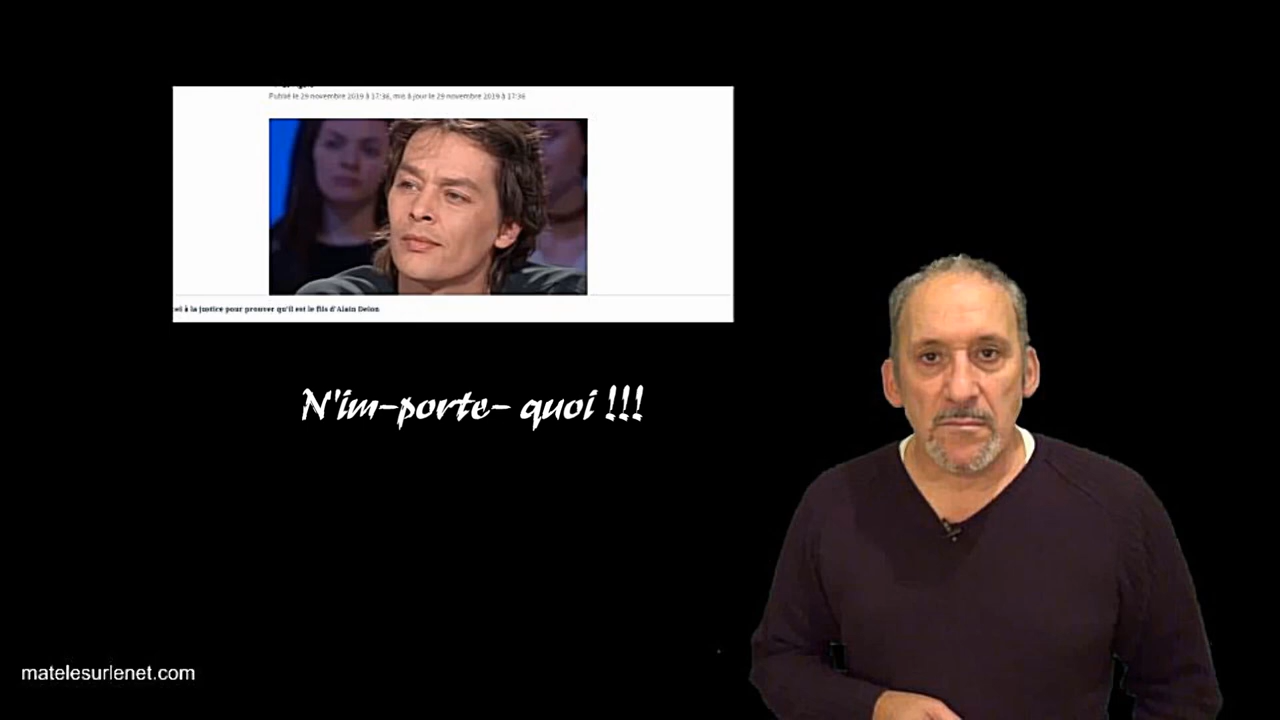 Publié le 29 novembre 2019 à 17:36, mis à jour le 29 novembre 2019 à 17:36
el à la justice pour prouver qu'il est le fils d'Alain Delon
N'im-porte- quoi !!!
matelesurlenet.com